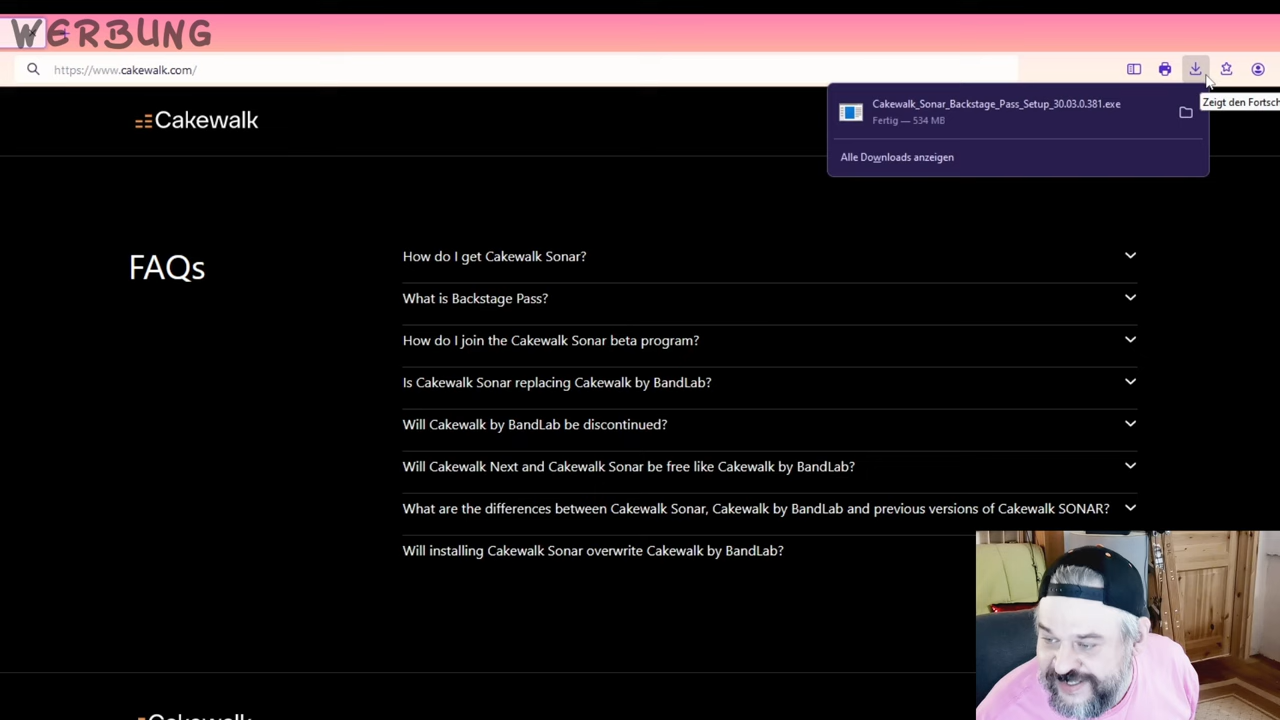 WERBUNG
https://www.cakewalk.com/
Cakewalk_Sonar_Backstage_Pass_Setup_30.03.0.381.exe
Zeigt den Fortsch
Fertig — 534 MB
Cakewalk
Alle Downloads anzeigen
FAQs
How do I get Cakewalk Sonar?
What is Backstage Pass?
How do I join the Cakewalk Sonar beta program?
Is Cakewalk Sonar replacing Cakewalk by BandLab?
Will Cakewalk by BandLab be discontinued?
Will Cakewalk Next and Cakewalk Sonar be free like Cakewalk by BandLab?
What are the differences between Cakewalk Sonar, Cakewalk by BandLab and previous versions of Cakewalk SONAR?
Will installing Cakewalk Sonar overwrite Cakewalk by BandLab?
Cakewalk